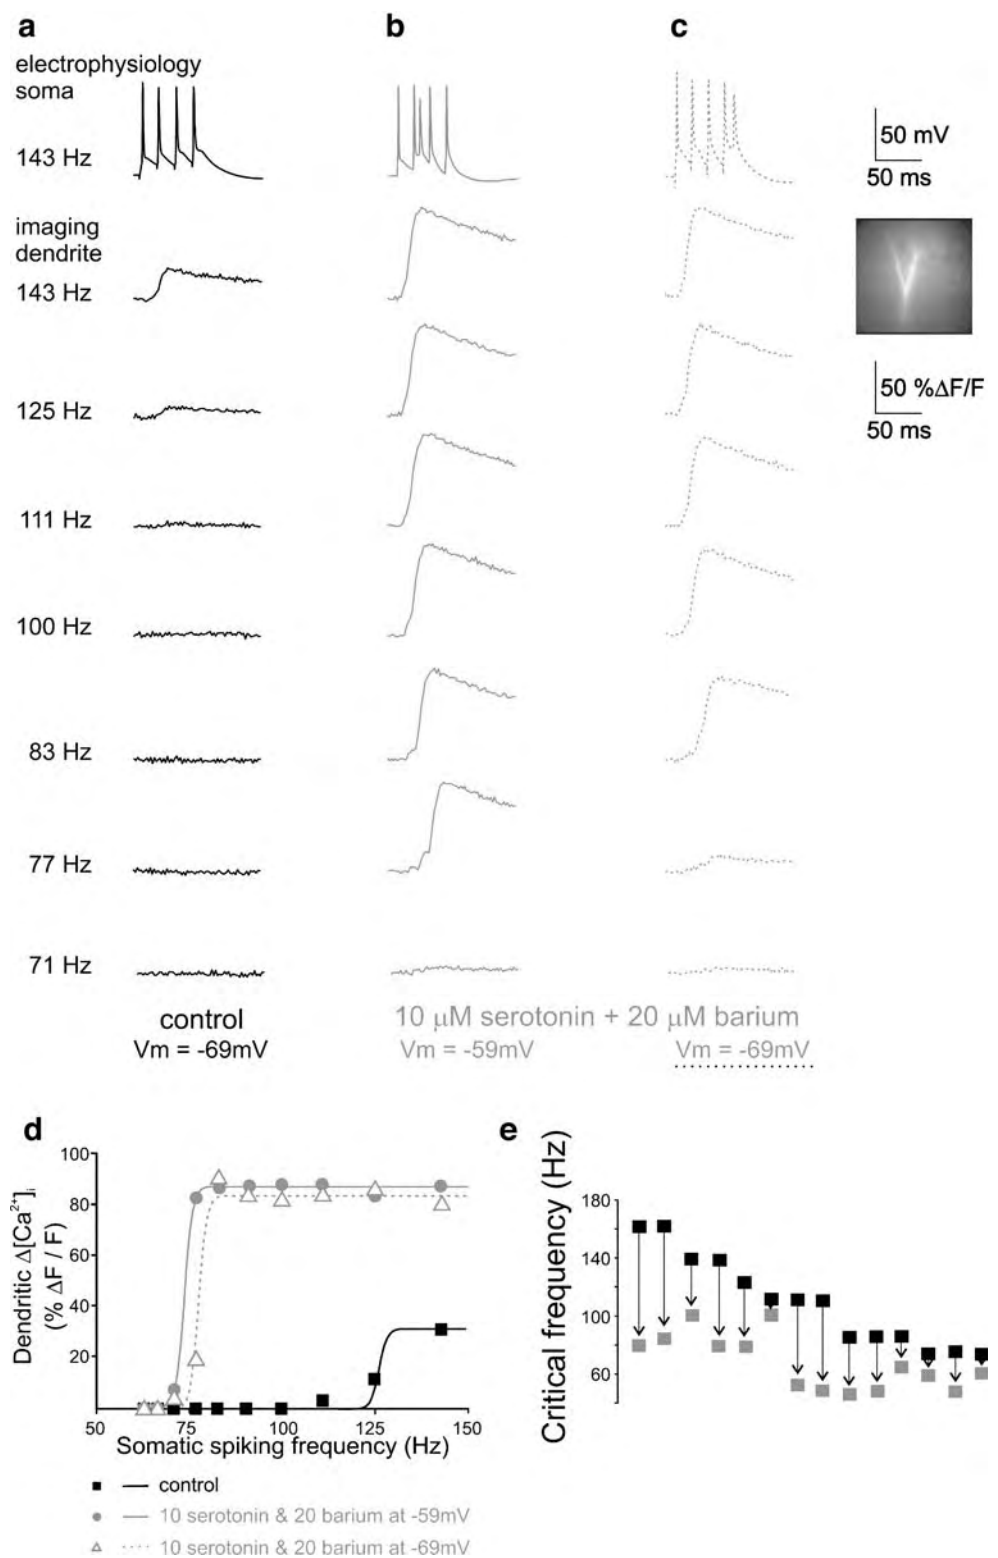 a
b
c
electrophysiology
soma
143 Hz
50 mV
50 ms
imaging
dendrite
143 Hz
125 Hz
50 %ΔF/F
50 ms
111 Hz
100 Hz
83 Hz
77 Hz
71 Hz
control
Vm = -69mV
10 μM serotonin + 20 μM barium
Vm = -59mV
Vm = -69mV
d
Dendritic Δ[Ca²⁺]i
(% ΔF / F)
100
80
60
40
20
50
75
100
125
150
Somatic spiking frequency (Hz)
control
10 serotonin & 20 barium at -59mV
10 serotonin & 20 barium at -69mV
e
Critical frequency (Hz)
180
140
100
60